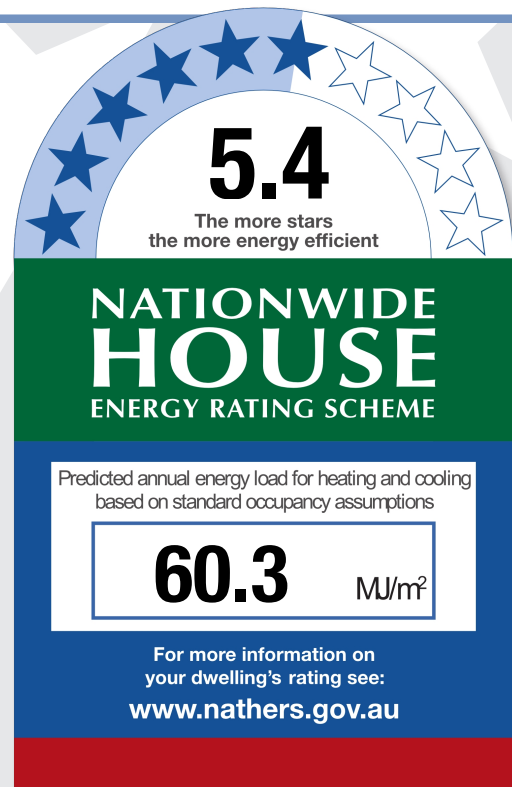 5.4
The more stars
the more energy efficient
NATIONWIDE
HOUSE
ENERGY RATING SCHEME
Predicted annual energy load for heating and cooling
based on standard occupancy assumptions
60.3 MJ/m²
For more information on
your dwelling's rating see:
www.nathers.gov.au